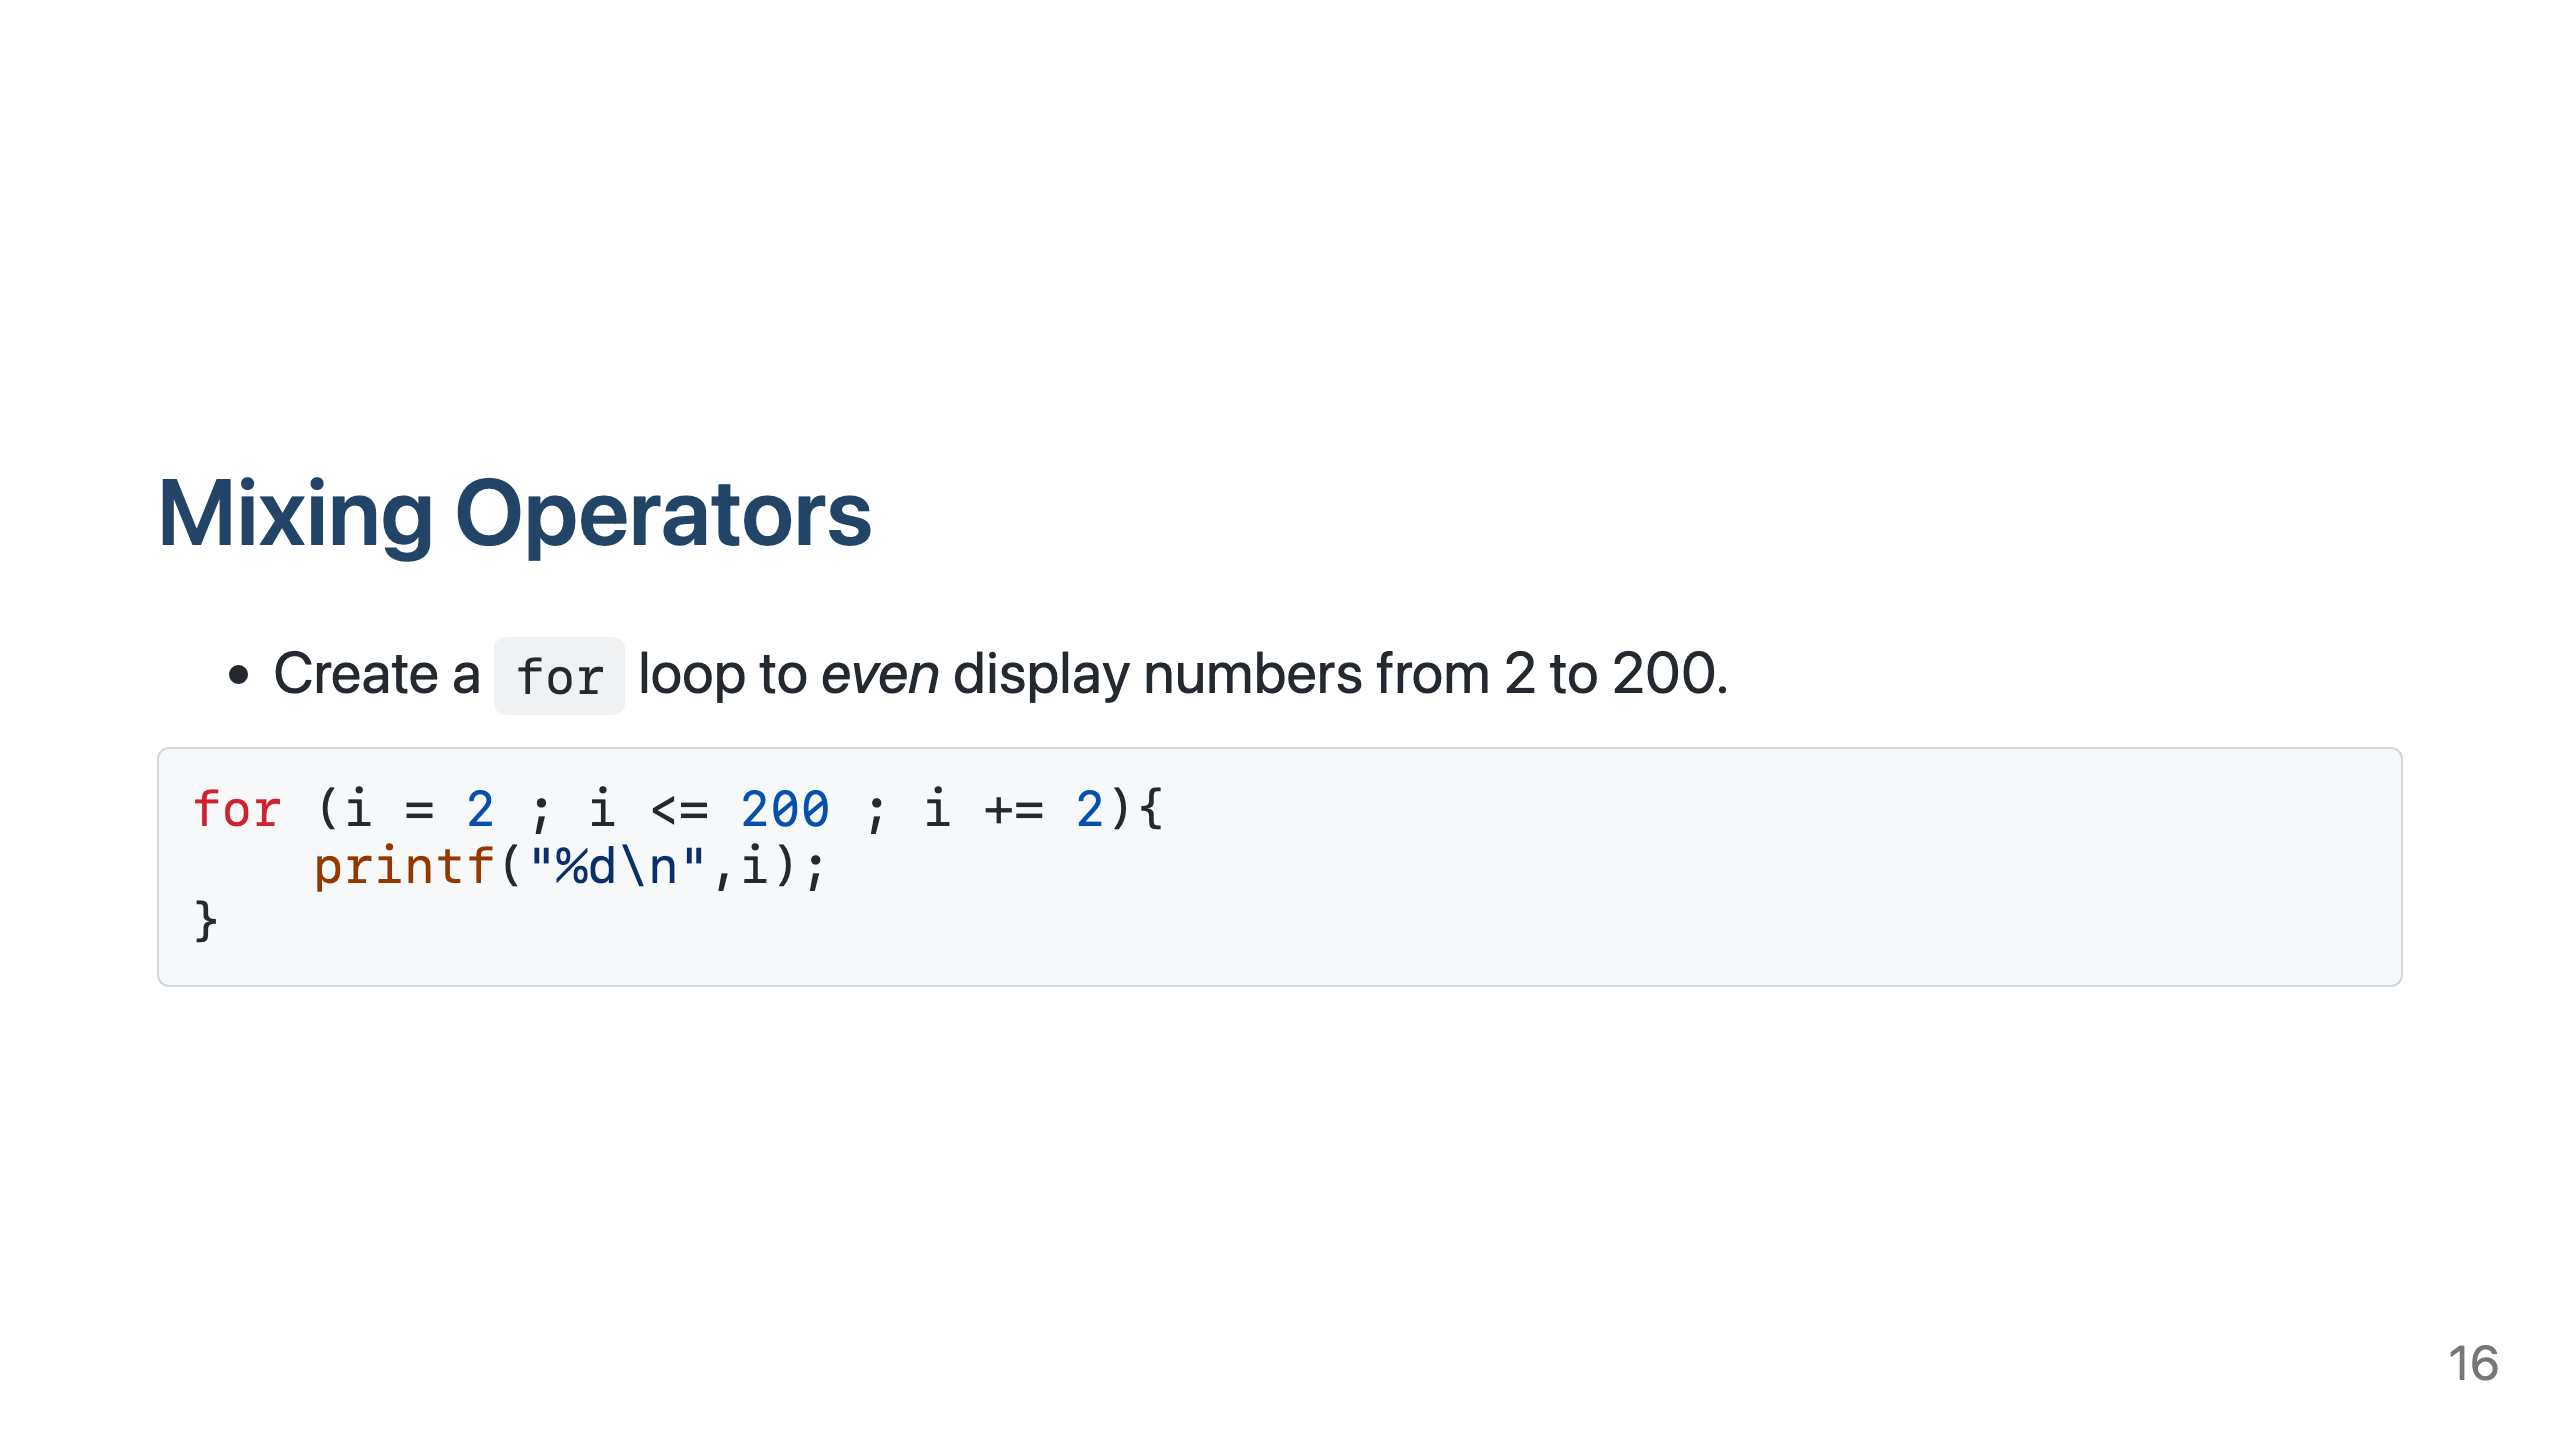 Mixing Operators
• Create a for loop to even display numbers from 2 to 200.
for (i = 2 ; i <= 200 ; i += 2){
    printf("%d\n",i);
}
16